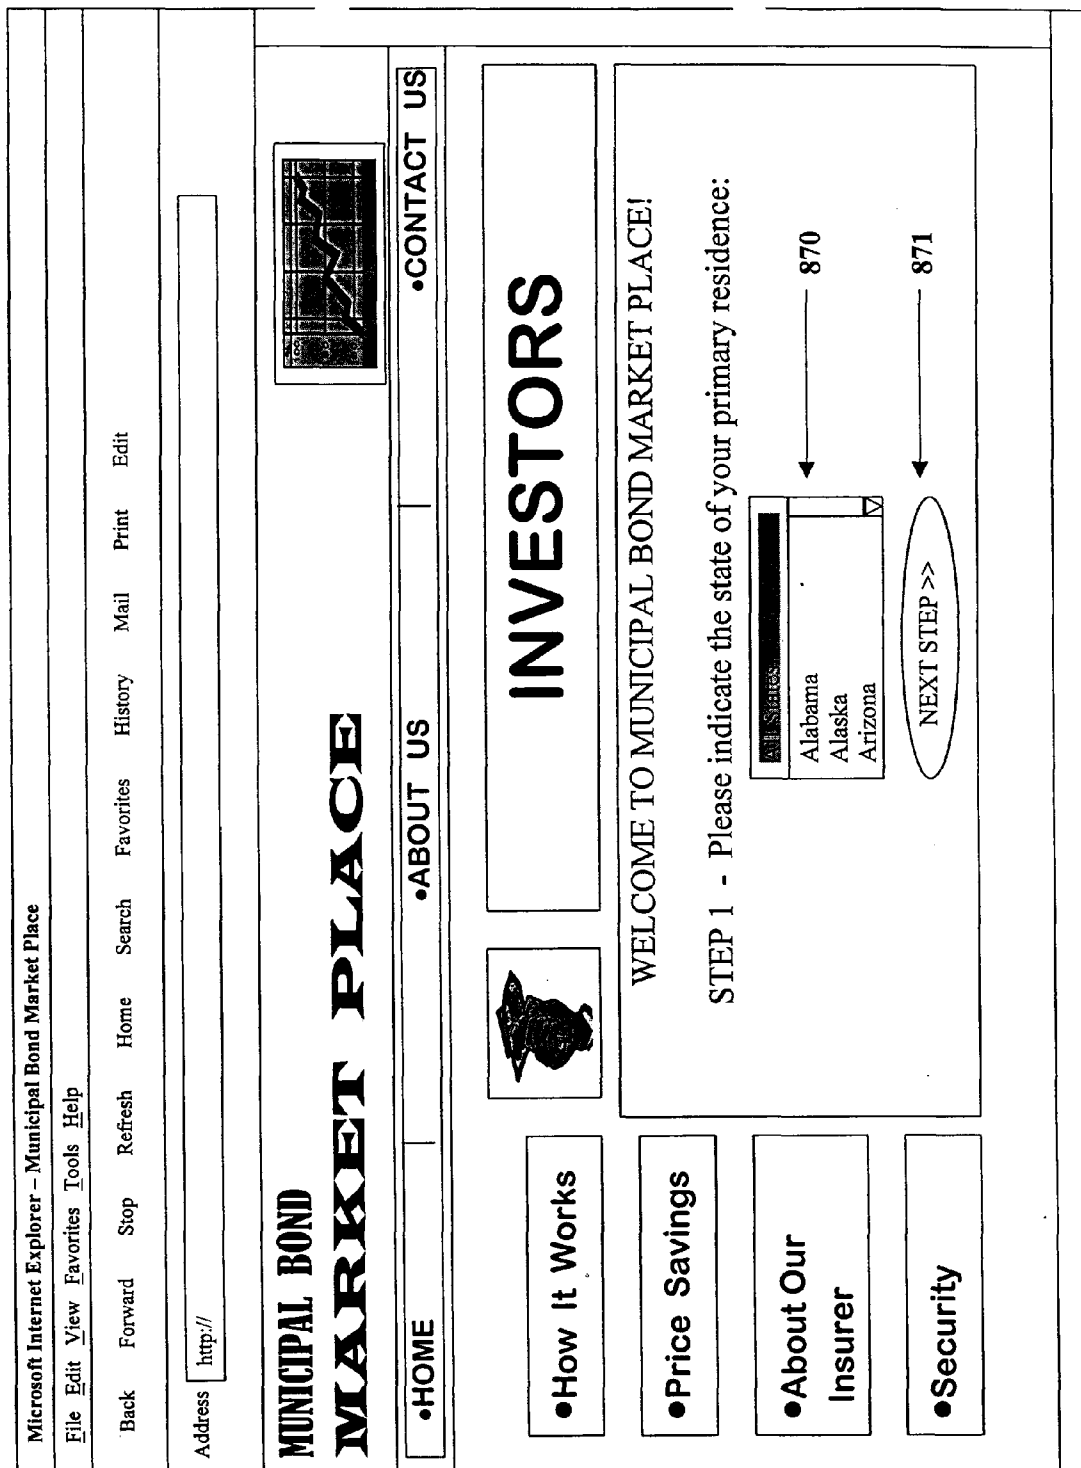 Microsoft Internet Explorer – Municipal Bond Market Place
File Edit View Favorites Tools Help
Back Forward Stop Refresh Home Search Favorites History Mail Print Edit
Address http://
MUNICIPAL BOND
MARKET PLACE
•HOME •ABOUT US •CONTACT US
INVESTORS
•How It Works
•Price Savings
•About Our
Insurer
•Security
WELCOME TO MUNICIPAL BOND MARKET PLACE!
STEP 1 - Please indicate the state of your primary residence:
All States
Alabama
Alaska
Arizona
870
NEXT STEP >>
871